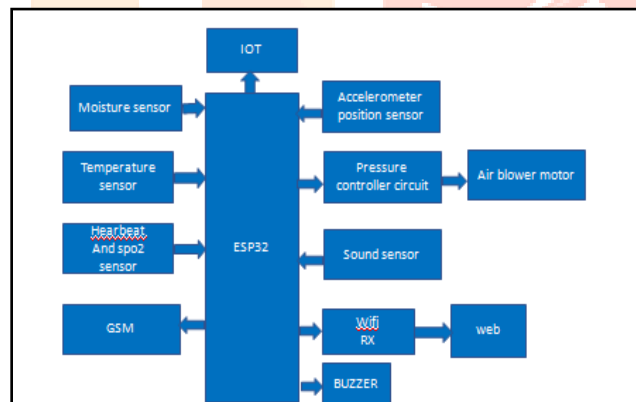 IOT
Moisture sensor
Accelerometer
position sensor
Temperature
sensor
Pressure
controller circuit
Air blower motor
Hearbeat
And spo2
sensor
ESP32
Sound sensor
GSM
Wifi
RX
web
BUZZER